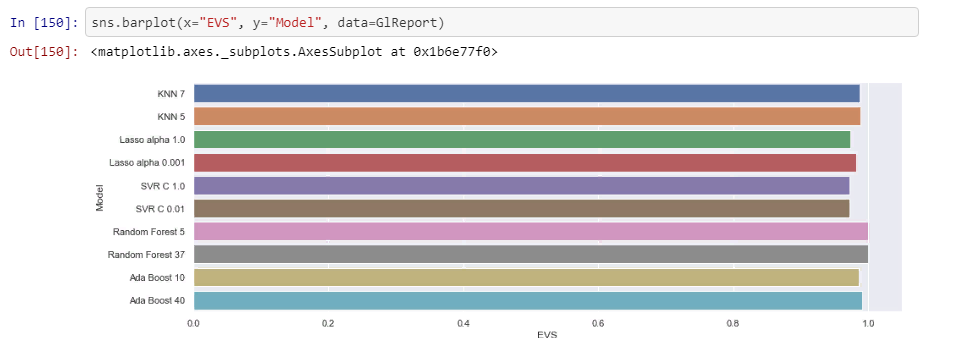 In [150]: sns.barplot(x="EVS", y="Model", data=GlReport)
Out[150]: <matplotlib.axes._subplots.AxesSubplot at 0x1b6e77f0>
KNN 7
KNN 5
Lasso alpha 1.0
Lasso alpha 0.001
SVR C 1.0
SVR C 0.01
Random Forest 5
Random Forest 37
Ada Boost 10
Ada Boost 40
Model
0.0 0.2 0.4 0.6 0.8 1.0
EVS